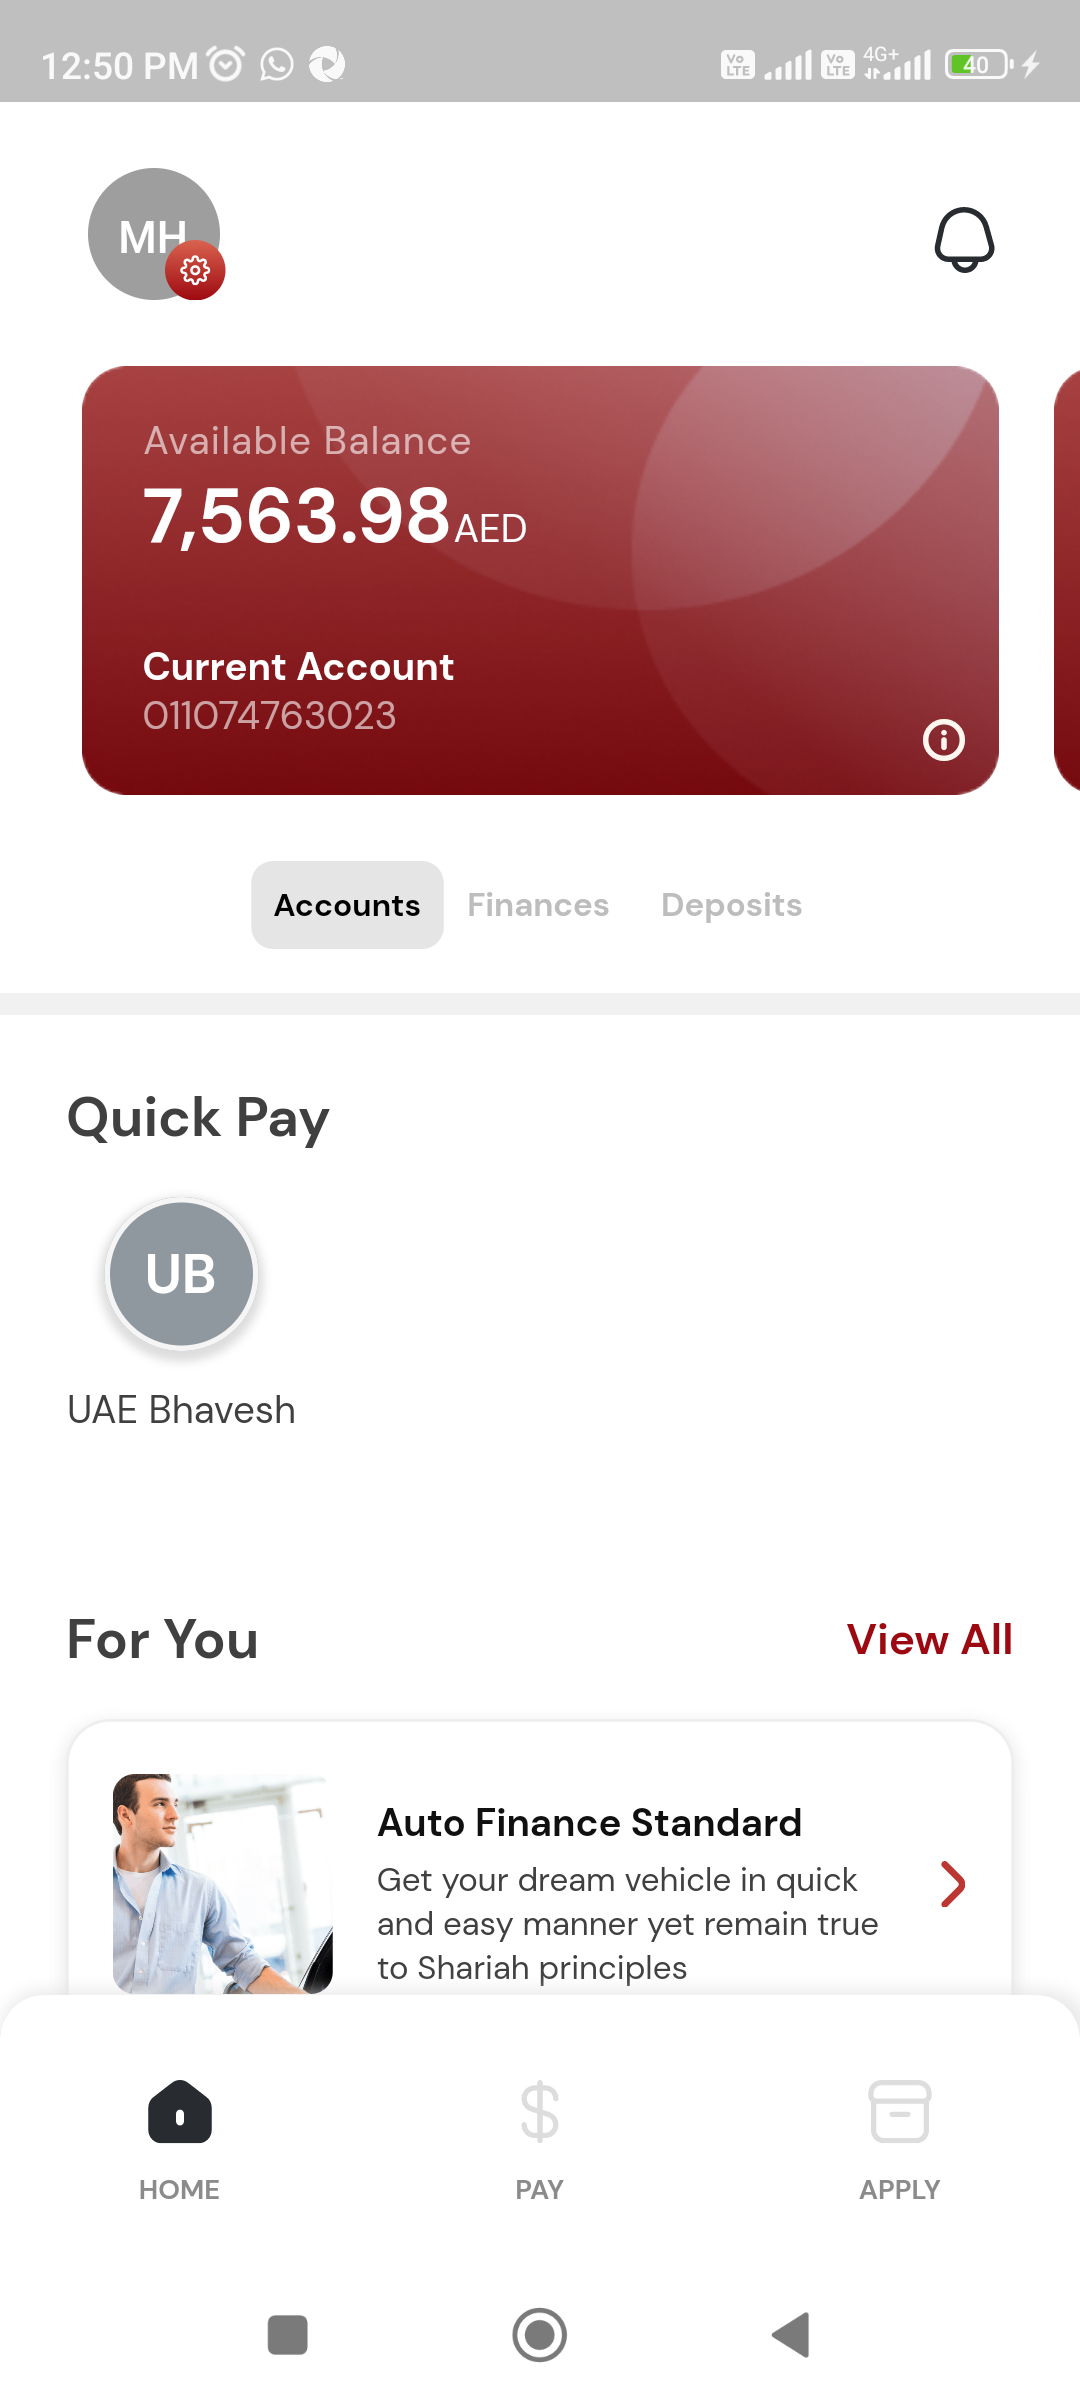 12:50 PM
Vo LTE Vo LTE 4G+ 40
MH
Available Balance
7,563.98 AED
Current Account
011074763023
Accounts Finances Deposits
Quick Pay
UB
UAE Bhavesh
For You View All
Auto Finance Standard
Get your dream vehicle in quick
and easy manner yet remain true
to Shariah principles
HOME PAY APPLY